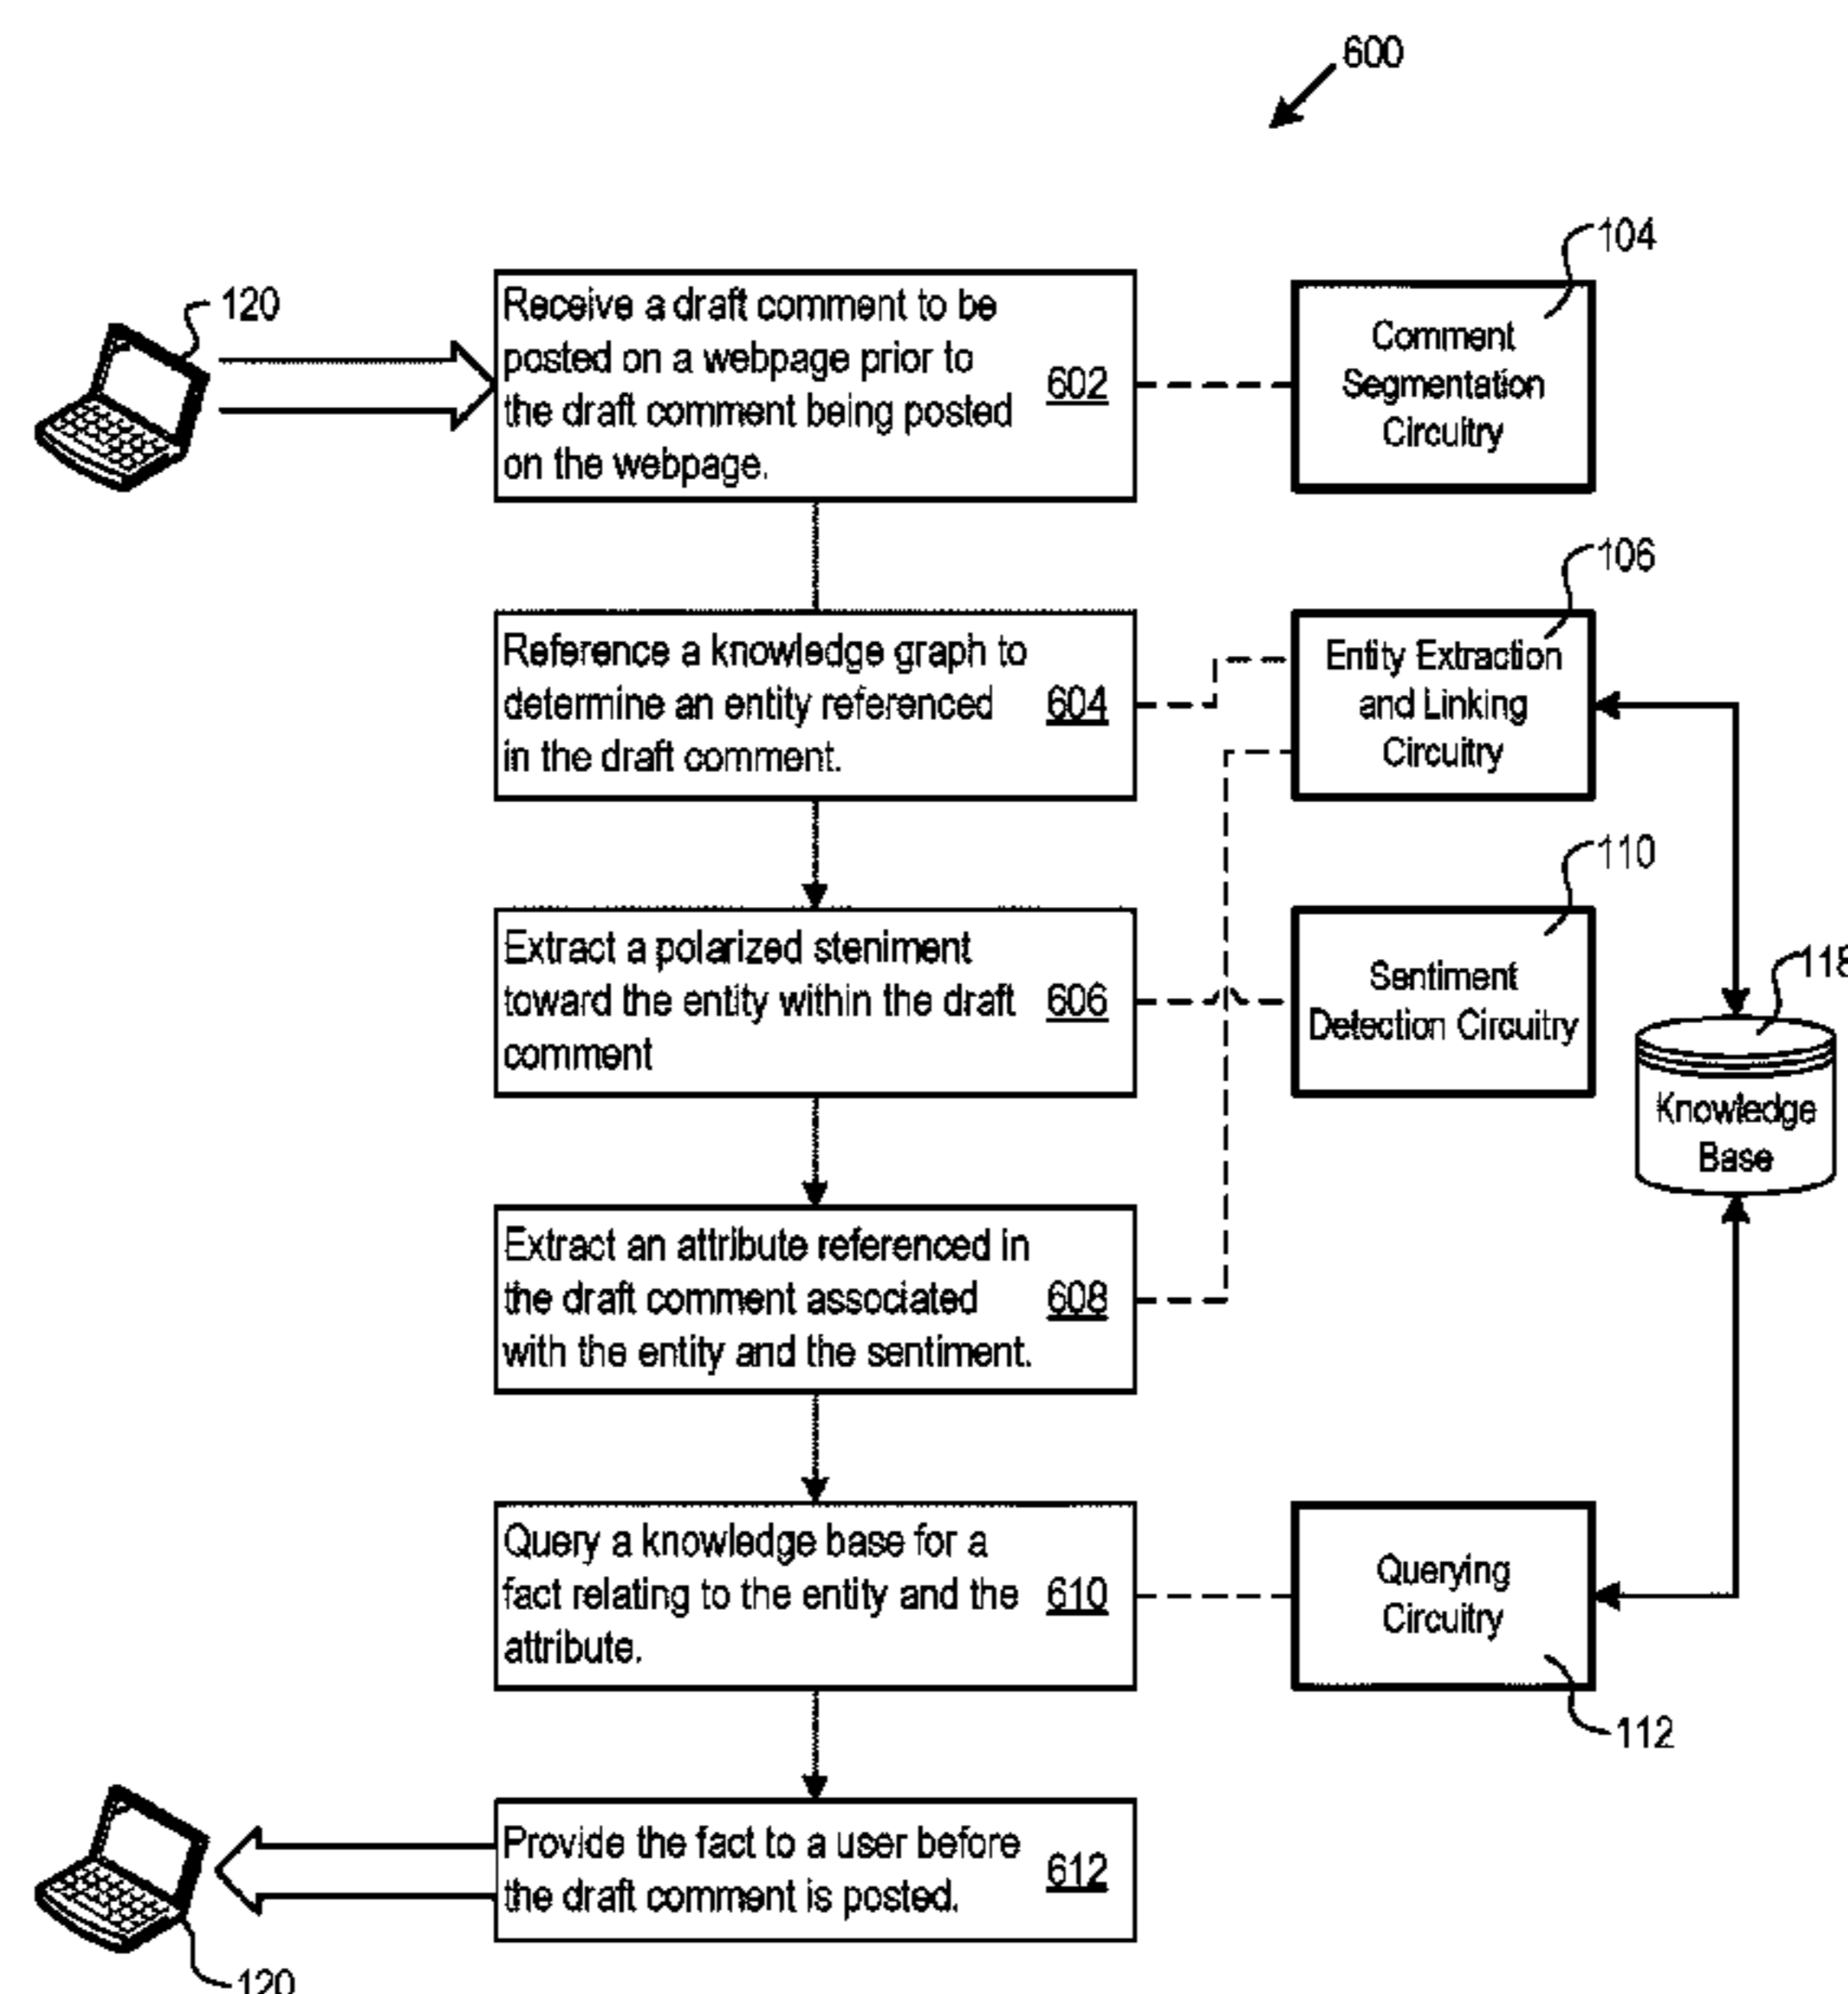 600
120
Receive a draft comment to be
posted on a webpage prior to
the draft comment being posted
on the webpage.
602
104
Comment
Segmentation
Circuitry
106
Reference a knowledge graph to
determine an entity referenced
in the draft comment.
604
Entity Extraction
and Linking
Circuitry
110
Extract a polarized steniment
toward the entity within the draft
comment
606
Sentiment
Detection Circuitry
118
Knowledge
Base
Extract an attribute referenced in
the draft comment associated
with the entity and the sentiment.
608
Query a knowledge base for a
fact relating to the entity and the
attribute.
610
Querying
Circuitry
112
Provide the fact to a user before
the draft comment is posted.
612
120